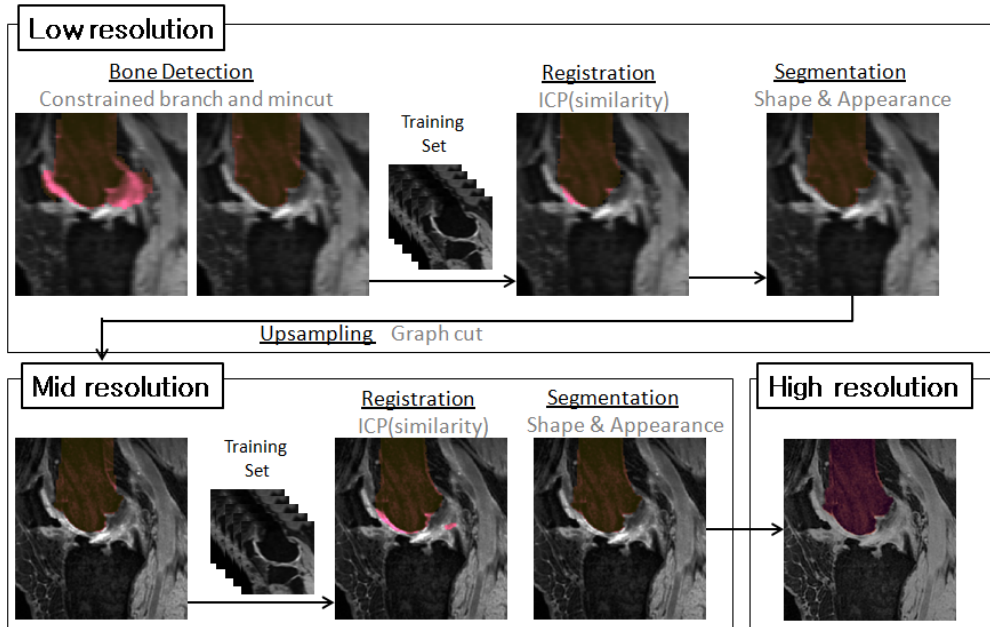 Low resolution
Bone Detection
Constrained branch and mincut
Training
Set
Registration
ICP(similarity)
Segmentation
Shape & Appearance
Upsampling Graph cut
Mid resolution
Training
Set
Registration
ICP(similarity)
Segmentation
Shape & Appearance
High resolution